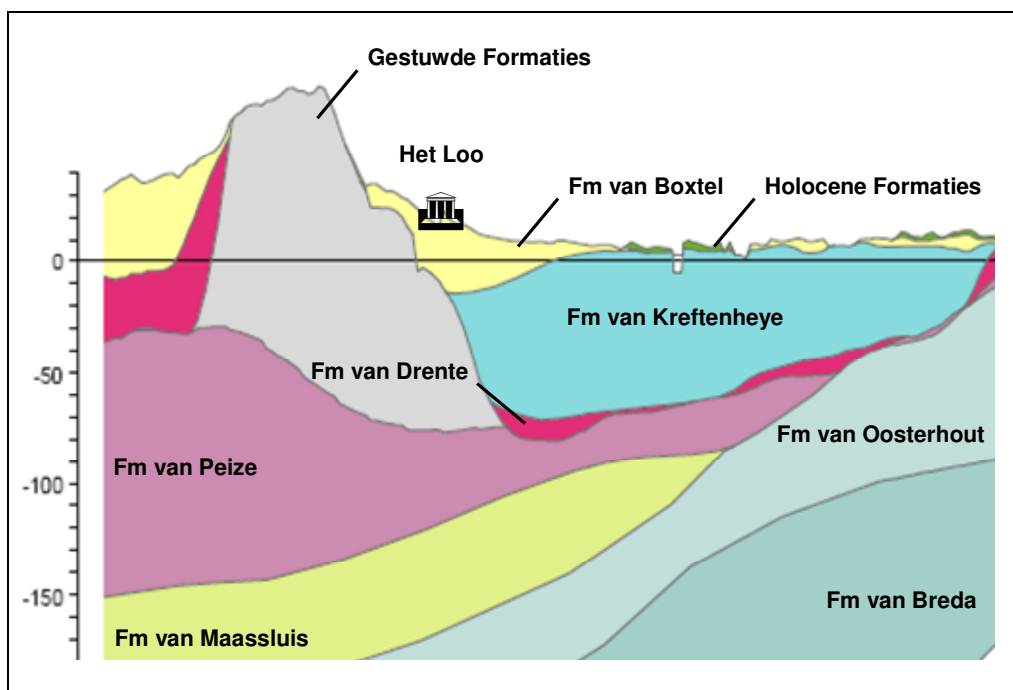 Gestuwde Formaties
Het Loo
Fm van Boxtel
Holocene Formaties
0
Fm van Kreftenheye
-50
Fm van Drente
Fm van Oosterhout
Fm van Peize
-100
-150
Fm van Breda
Fm van Maassluis